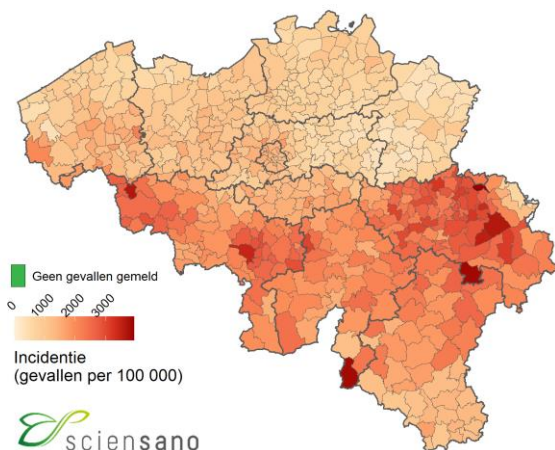 Geen gevallen gemeld
0 1000 2000 3000
Incidentie
(gevallen per 100 000)
sciensano